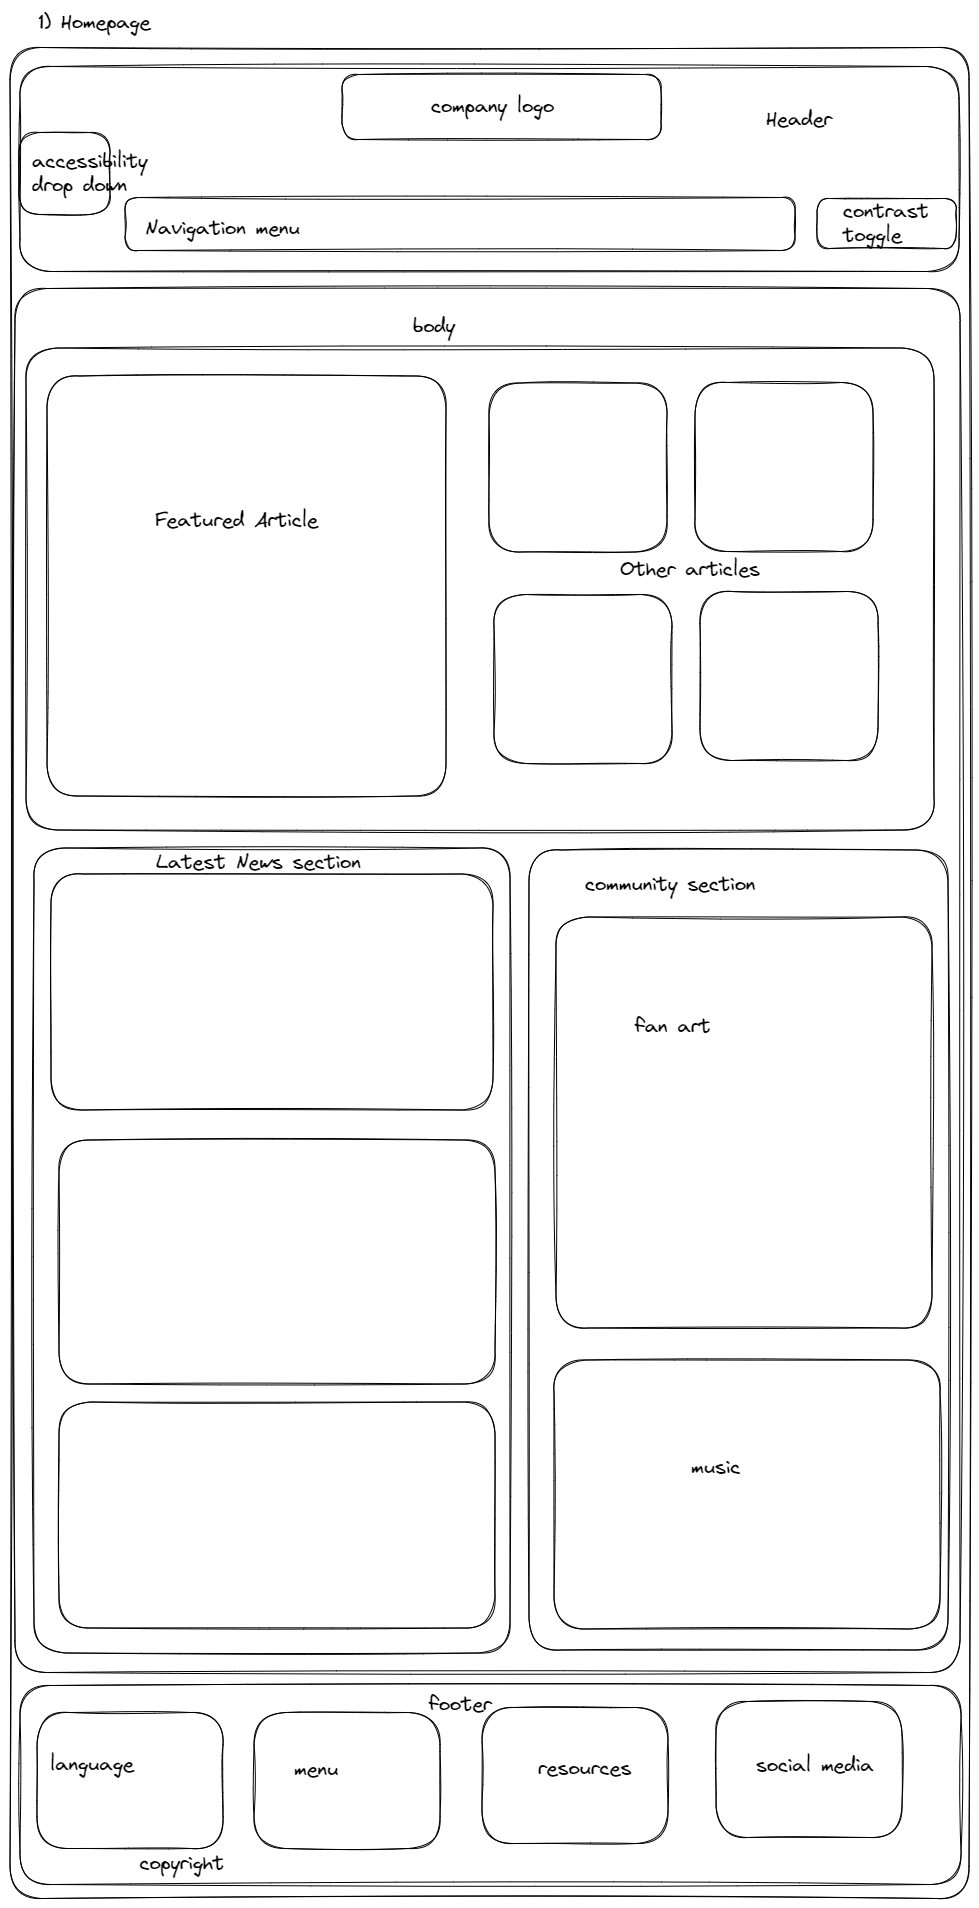 1) Homepage
company logo
Header
accessibility
drop down
Navigation menu
contrast
toggle
body
Featured Article
Other articles
Latest News section
community section
fan art
music
footer
language
menu
resources
social media
copyright